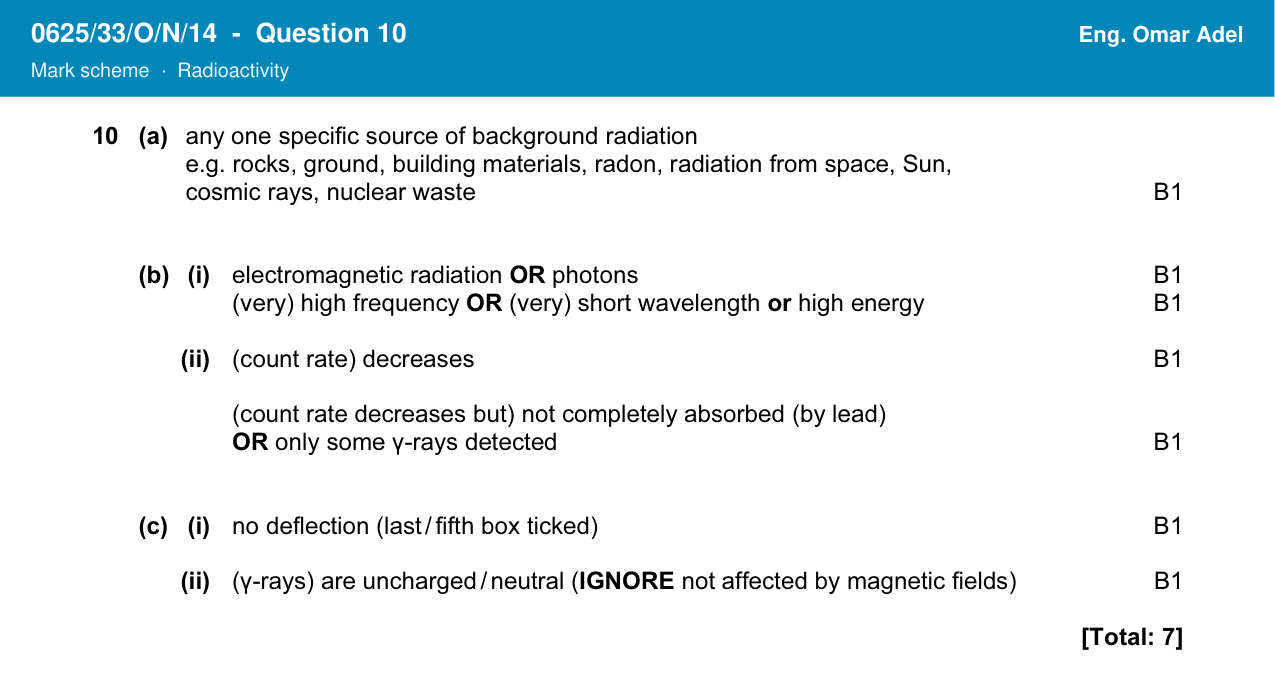 0625/33/O/N/14 - Question 10
Eng. Omar Adel
Mark scheme · Radioactivity
10 (a) any one specific source of background radiation
e.g. rocks, ground, building materials, radon, radiation from space, Sun,
cosmic rays, nuclear waste B1
(b) (i) electromagnetic radiation OR photons B1
(very) high frequency OR (very) short wavelength or high energy B1
(ii) (count rate) decreases B1
(count rate decreases but) not completely absorbed (by lead)
OR only some γ-rays detected B1
(c) (i) no deflection (last/fifth box ticked) B1
(ii) (γ-rays) are uncharged/neutral (IGNORE not affected by magnetic fields) B1
[Total: 7]